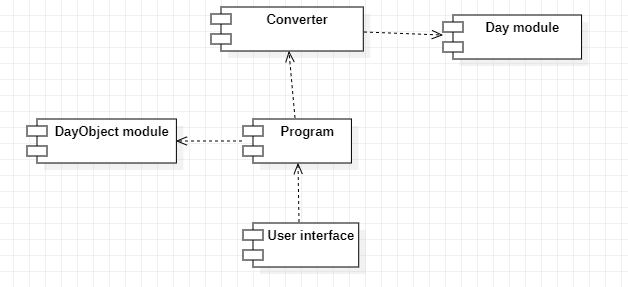 Converter
Day module
DayObject module
Program
User interface